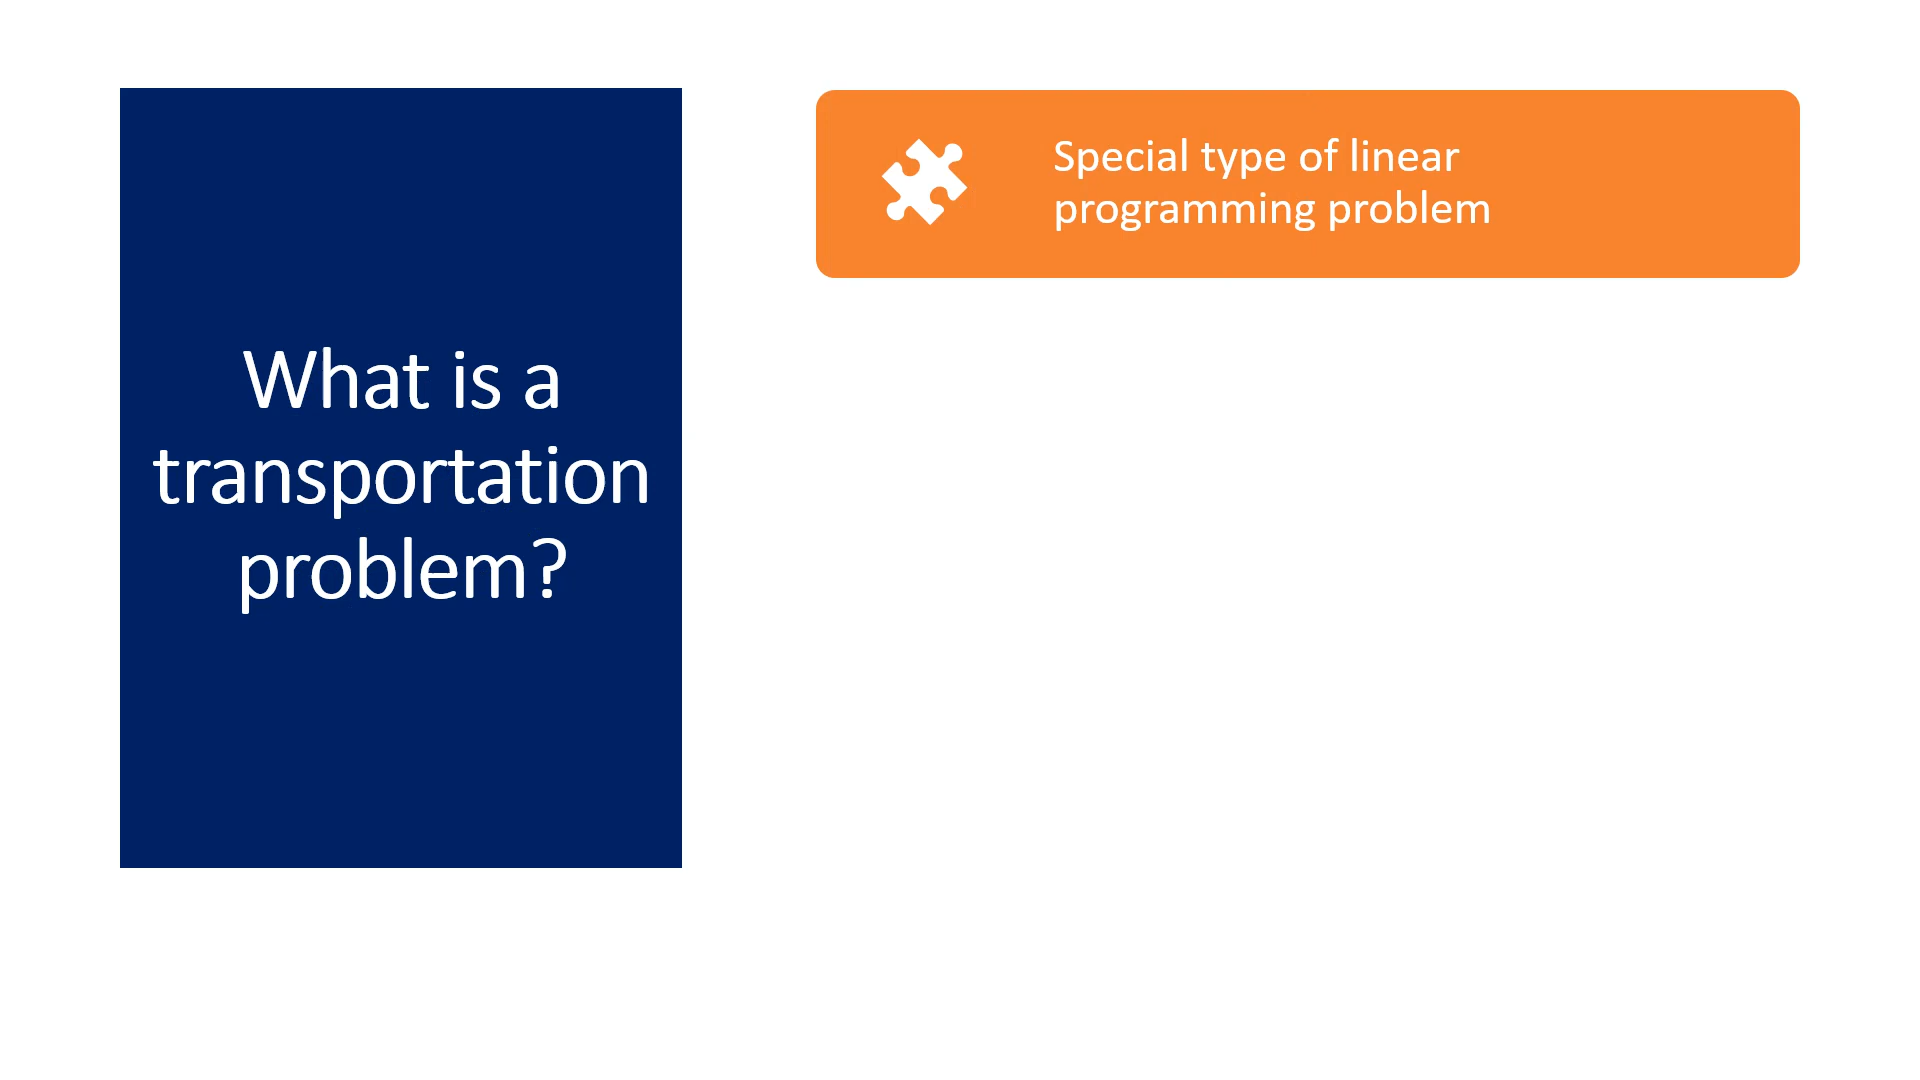 What is a
transportation
problem?
Special type of linear
programming problem